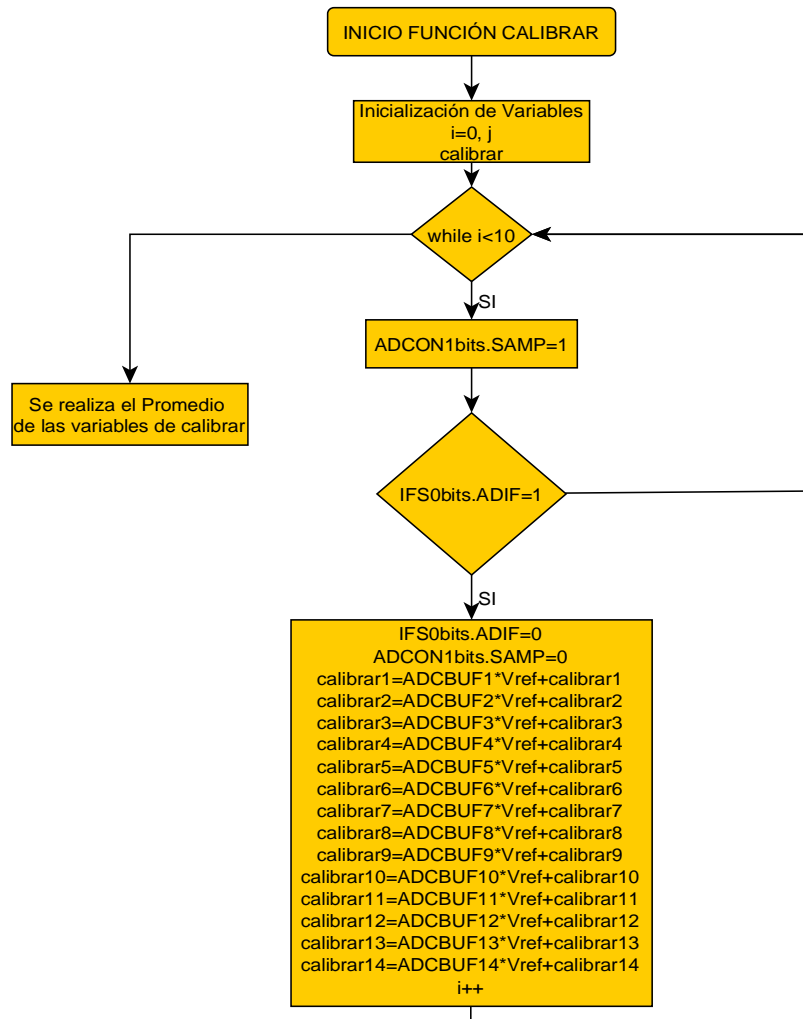 INICIO FUNCIÓN CALIBRAR
Inicialización de Variables
i=0, j
calibrar
while i<10
SI
ADCON1bits.SAMP=1
Se realiza el Promedio
de las variables de calibrar
IFS0bits.ADIF=1
SI
IFS0bits.ADIF=0
ADCON1bits.SAMP=0
calibrar1=ADCBUF1*Vref+calibrar1
calibrar2=ADCBUF2*Vref+calibrar2
calibrar3=ADCBUF3*Vref+calibrar3
calibrar4=ADCBUF4*Vref+calibrar4
calibrar5=ADCBUF5*Vref+calibrar5
calibrar6=ADCBUF6*Vref+calibrar6
calibrar7=ADCBUF7*Vref+calibrar7
calibrar8=ADCBUF8*Vref+calibrar8
calibrar9=ADCBUF9*Vref+calibrar9
calibrar10=ADCBUF10*Vref+calibrar10
calibrar11=ADCBUF11*Vref+calibrar11
calibrar12=ADCBUF12*Vref+calibrar12
calibrar13=ADCBUF13*Vref+calibrar13
calibrar14=ADCBUF14*Vref+calibrar14
i++